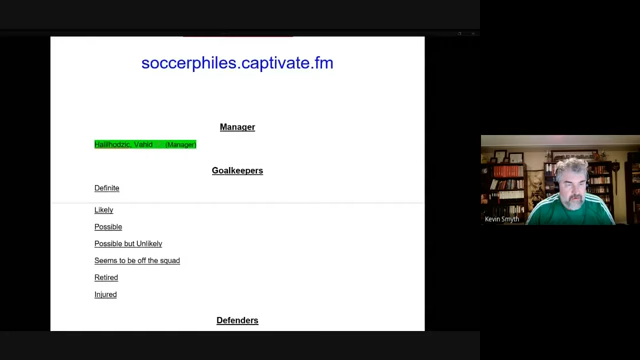 soccerphiles.captivate.fm
Manager
Halilhodzic, Vahid (Manager)
Goalkeepers
Definite
Likely
Possible
Possible but Unlikely
Seems to be off the squad
Retired
Injured
Defenders
Kevin Smyth